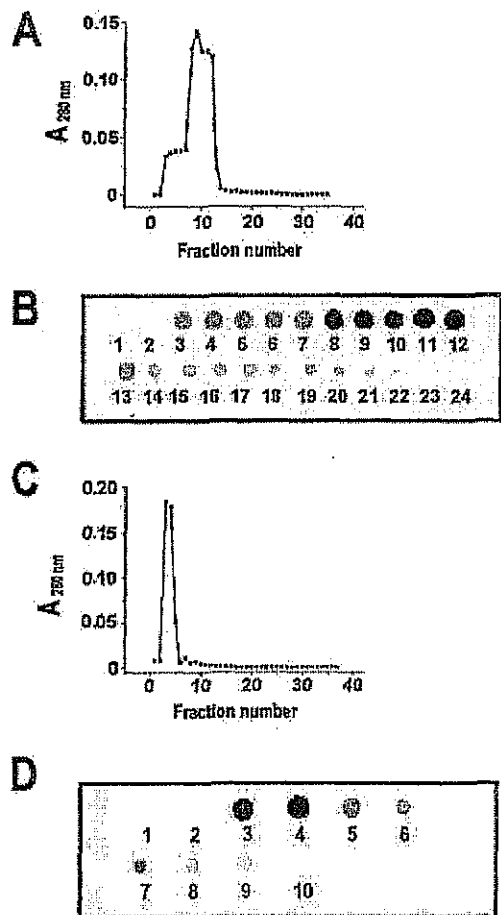 A
0.15
0.10
0.05
0
A 280 nm
0 10 20 30 40
Fraction number
B
1 2 3 4 5 6 7 8 9 10 11 12
13 14 15 16 17 18 19 20 21 22 23 24
C
0.20
0.15
0.10
0.05
0
A 280 nm
0 10 20 30 40
Fraction number
D
1 2 3 4 5 6
7 8 9 10